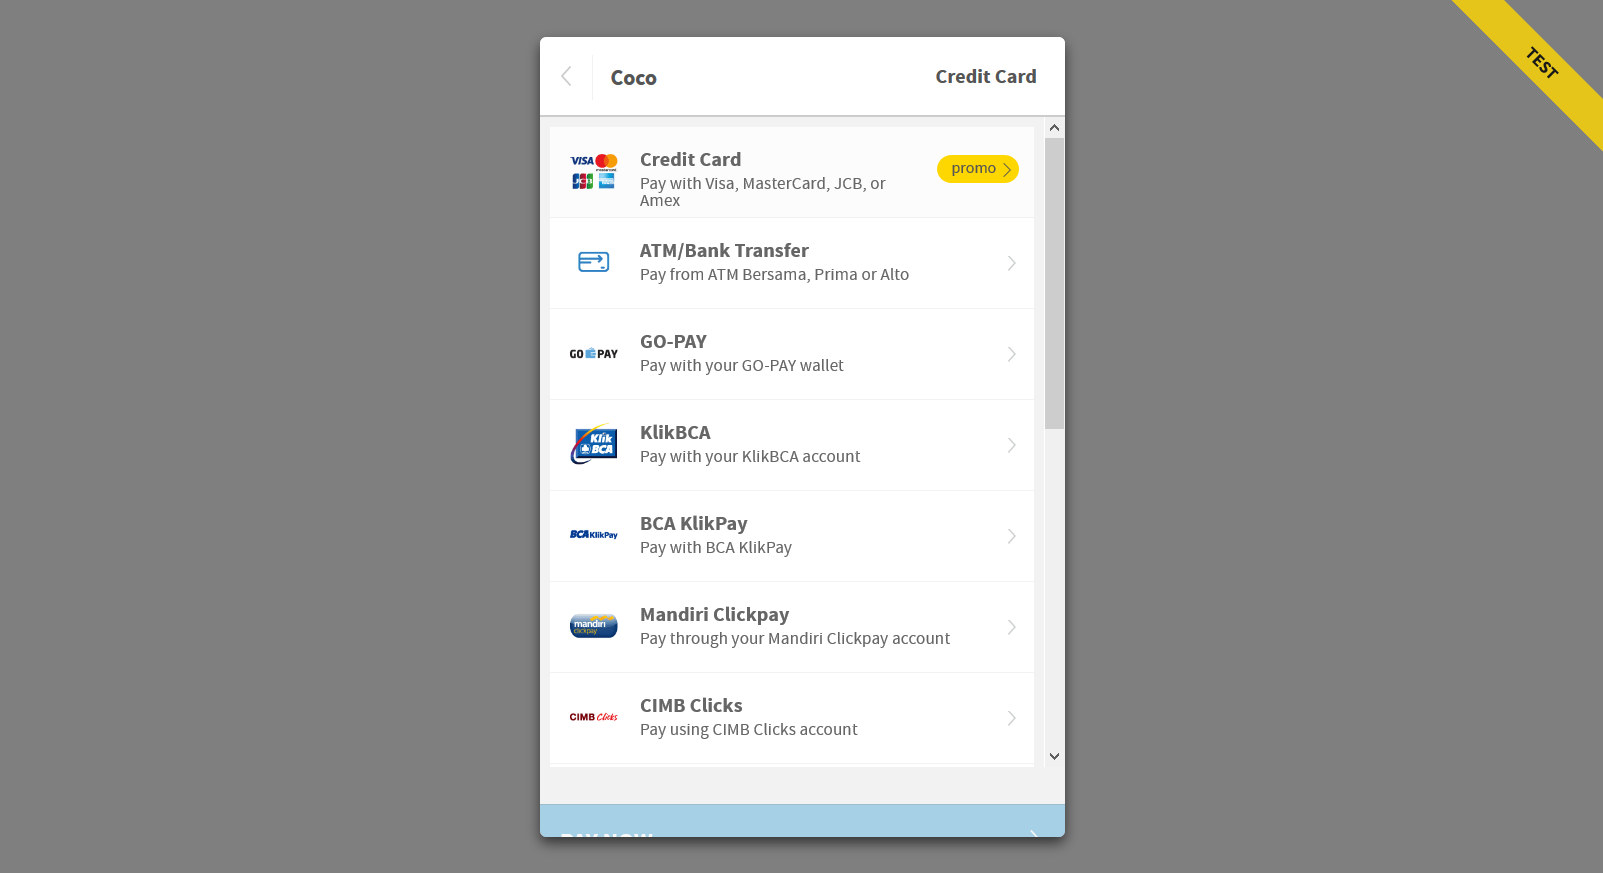 TEST
Coco
Credit Card
VISA
JCB
Credit Card
Pay with Visa, MasterCard, JCB, or
Amex
promo
ATM/Bank Transfer
Pay from ATM Bersama, Prima or Alto
GO PAY
GO-PAY
Pay with your GO-PAY wallet
Klik
BCA
KlikBCA
Pay with your KlikBCA account
BCA KlikPay
BCA KlikPay
Pay with BCA KlikPay
mandiri
clickpay
Mandiri Clickpay
Pay through your Mandiri Clickpay account
CIMB Clicks
CIMB Clicks
Pay using CIMB Clicks account
PAY NOW